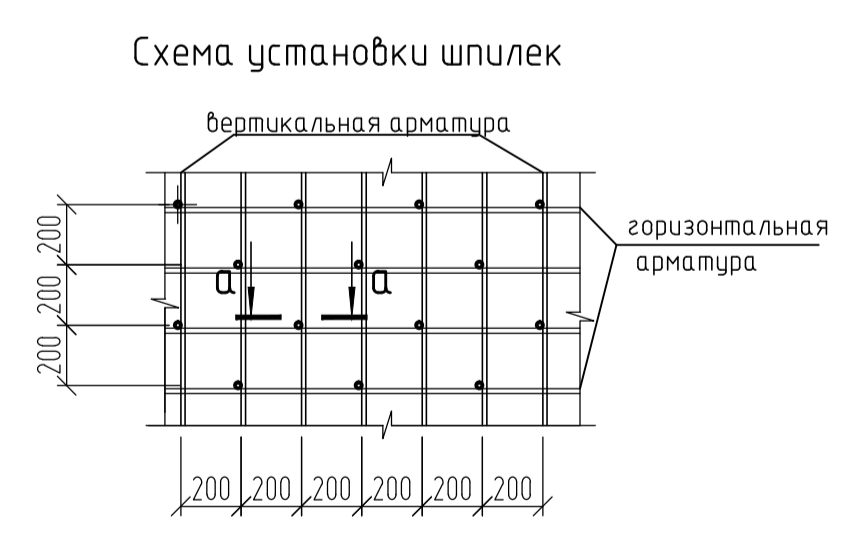 Схема установки шпилек
вертикальная арматура
горизонтальная
арматура
200
200
200
а а
200 200 200 200 200 200